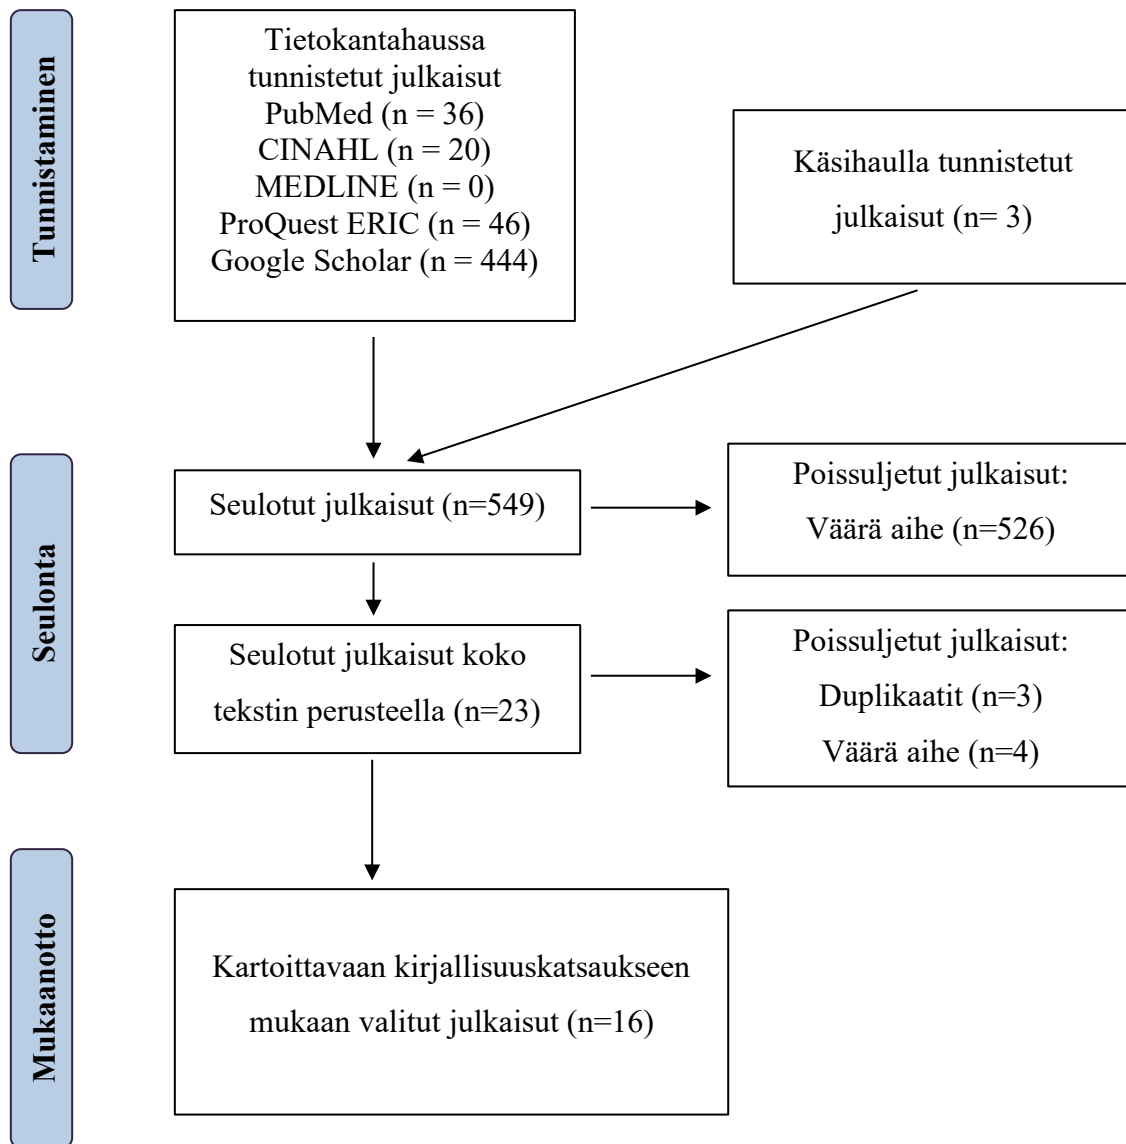 Tunnistaminen
Tietokantahaussa
tunnistetut julkaisut
PubMed (n = 36)
CINAHL (n = 20)
MEDLINE (n = 0)
ProQuest ERIC (n = 46)
Google Scholar (n = 444)
Käsihaulla tunnistetut
julkaisut (n= 3)
Seulonta
Seulotut julkaisut (n=549)
Poissuljetut julkaisut:
Väärä aihe (n=526)
Seulotut julkaisut koko
tekstin perusteella (n=23)
Poissuljetut julkaisut:
Duplikaatit (n=3)
Väärä aihe (n=4)
Mukaanotto
Kartoittavaan kirjallisuuskatsaukseen
mukaan valitut julkaisut (n=16)